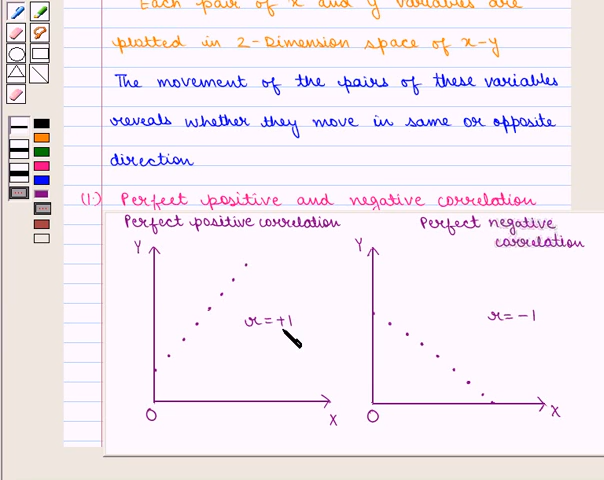 Each pair of x and y variables are
plotted in 2-Dimension space of x-y
The movement of the pairs of these variables
reveals whether they move in same or opposite
direction
(1.) Perfect positive and negative correlation
Perfect positive correlation
Y
r = +1
O
X
Perfect negative
correlation
Y
r = -1
O
X